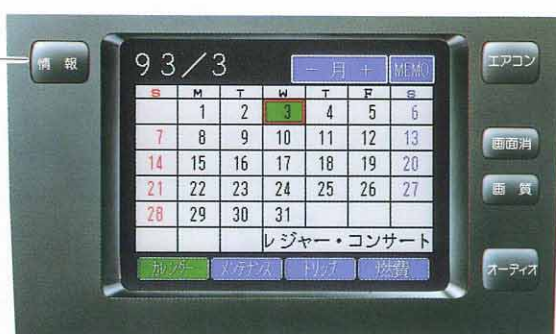 情 報
93/3
- 月 + MEMO
S M T W T F S
1 2 3 4 5 6
7 8 9 10 11 12 13
14 15 16 17 18 19 20
21 22 23 24 25 26 27
28 29 30 31
レジャー・コンサート
カレンダー メンテナンス トリップ 燃費
エアコン
画面消
画 質
オーディオ